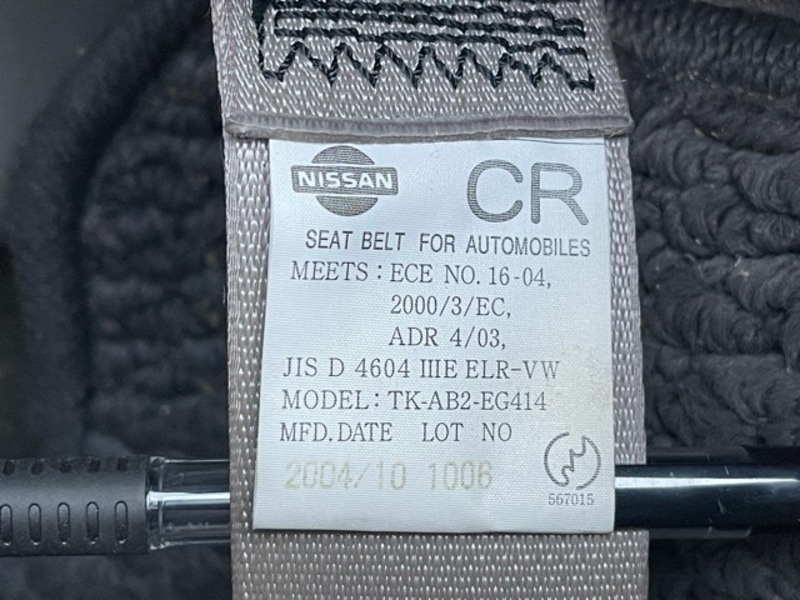 NISSAN CR
SEAT BELT FOR AUTOMOBILES
MEETS : ECE NO. 16-04,
2000/3/EC,
ADR 4/03,
JIS D 4604 IIIE ELR-VW
MODEL: TK-AB2-EG414
MFD.DATE LOT NO
2004/10 1006
567015